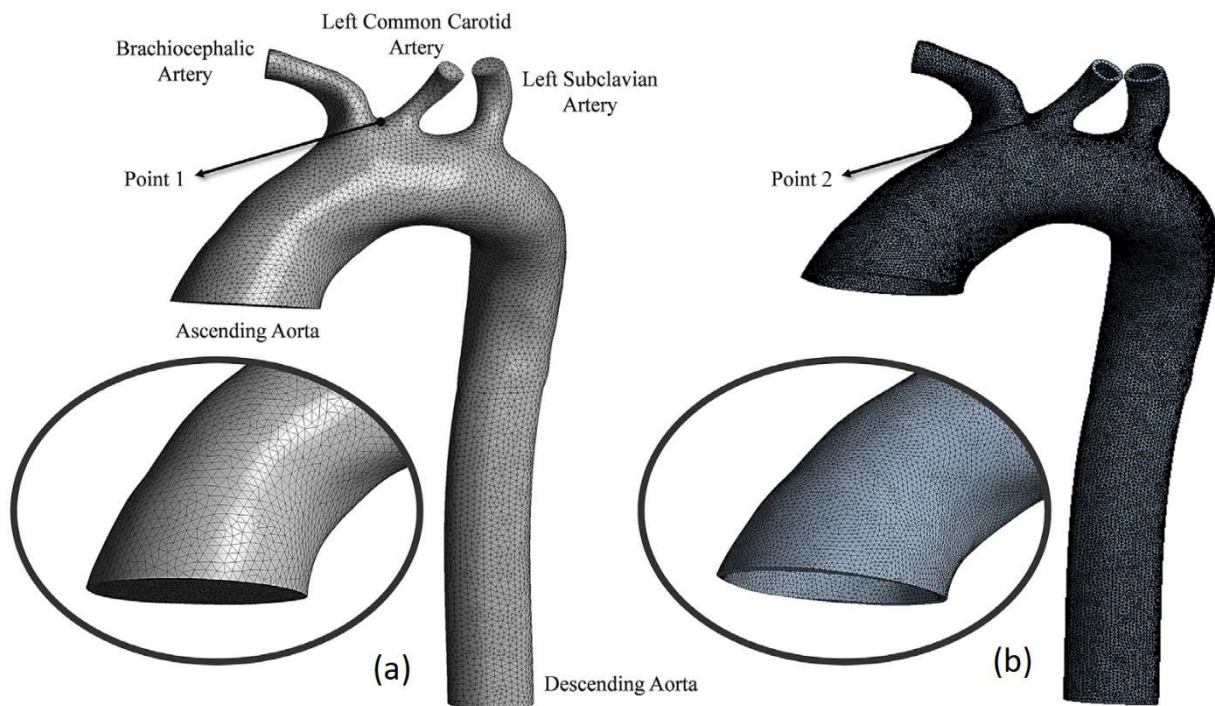 Left Common Carotid
Artery
Brachiocephalic
Artery
Left Subclavian
Artery
Point 1
Point 2
Ascending Aorta
(a)
(b)
Descending Aorta